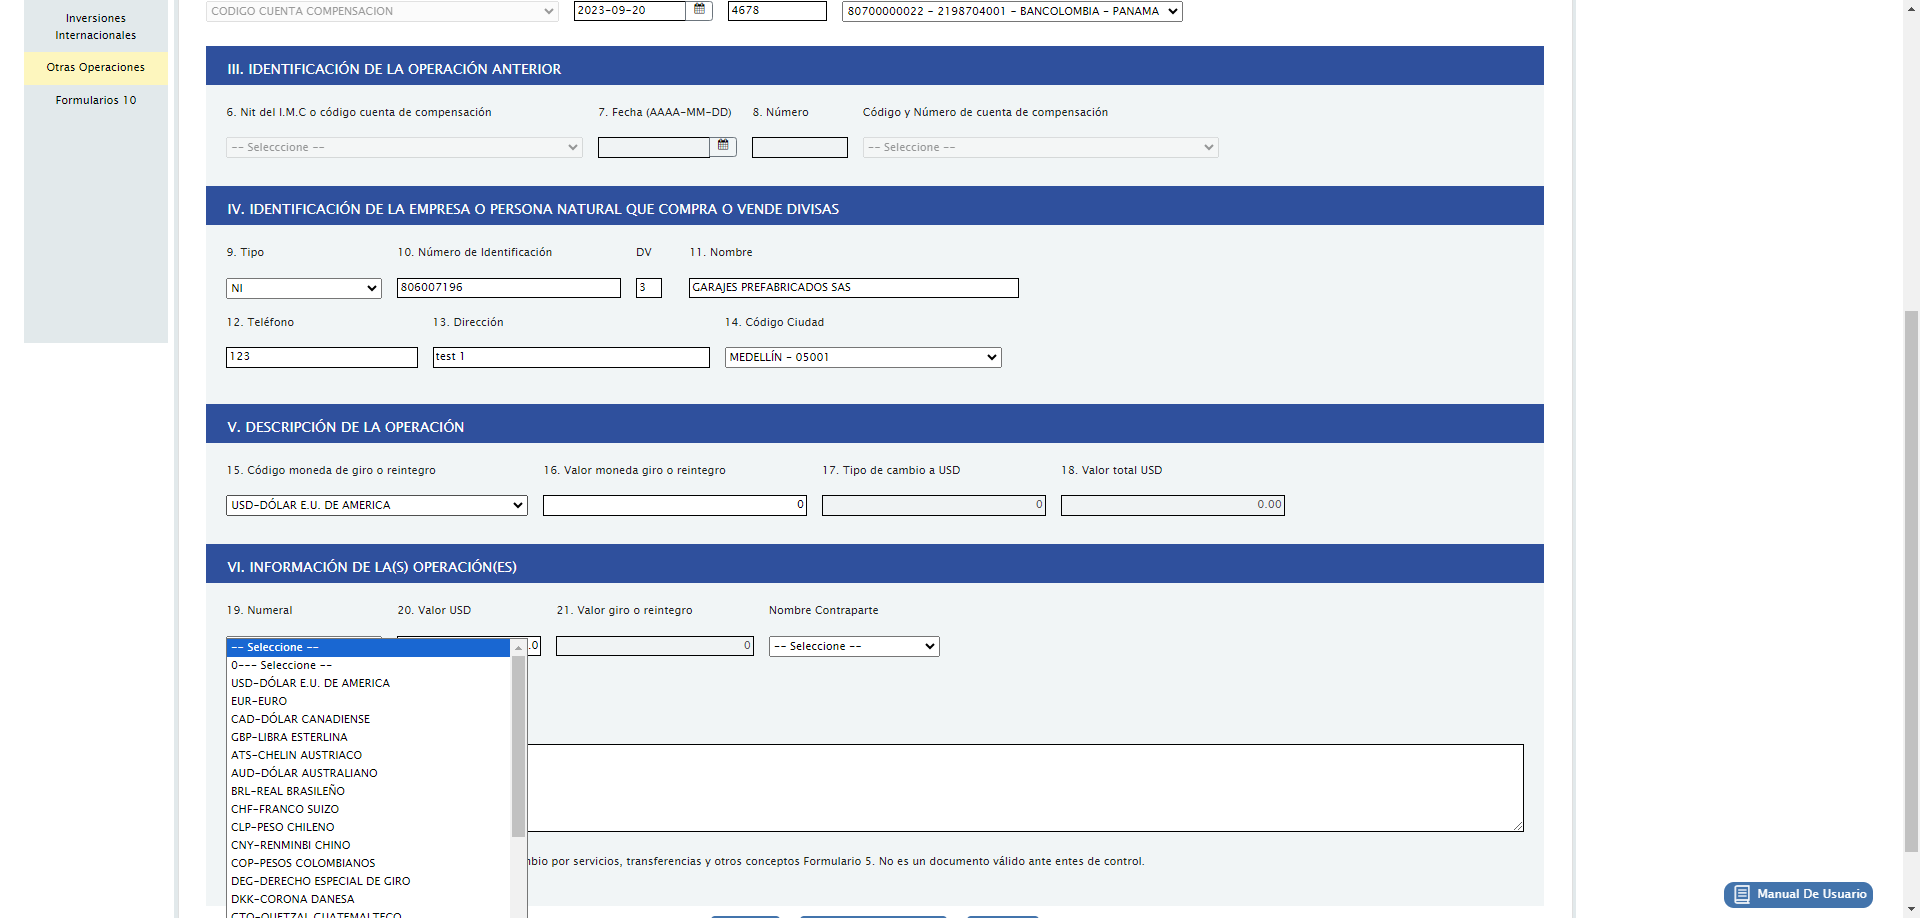 Inversiones
Internacionales
Otras Operaciones
Formularios 10
CODIGO CUENTA COMPENSACION
2023-09-20
4678
80700000022 - 2198704001 - BANCOLOMBIA - PANAMA
III. IDENTIFICACIÓN DE LA OPERACIÓN ANTERIOR
6. Nit del I.M.C o código cuenta de compensación
7. Fecha (AAAA-MM-DD)
8. Número
Código y Número de cuenta de compensación
-- Selecccione --
-- Seleccione --
IV. IDENTIFICACIÓN DE LA EMPRESA O PERSONA NATURAL QUE COMPRA O VENDE DIVISAS
9. Tipo
10. Número de Identificación
DV
11. Nombre
NI
806007196
3
GARAJES PREFABRICADOS SAS
12. Teléfono
13. Dirección
14. Código Ciudad
123
test 1
MEDELLÍN - 05001
V. DESCRIPCIÓN DE LA OPERACIÓN
15. Código moneda de giro o reintegro
16. Valor moneda giro o reintegro
17. Tipo de cambio a USD
18. Valor total USD
USD-DÓLAR E.U. DE AMERICA
0
0
0.00
VI. INFORMACIÓN DE LA(S) OPERACIÓN(ES)
19. Numeral
20. Valor USD
21. Valor giro o reintegro
Nombre Contraparte
.0
0
-- Seleccione --
-- Seleccione --
0--- Seleccione --
USD-DÓLAR E.U. DE AMERICA
EUR-EURO
CAD-DÓLAR CANADIENSE
GBP-LIBRA ESTERLINA
ATS-CHELIN AUSTRIACO
AUD-DÓLAR AUSTRALIANO
BRL-REAL BRASILEÑO
CHF-FRANCO SUIZO
CLP-PESO CHILENO
CNY-RENMINBI CHINO
COP-PESOS COLOMBIANOS
DEG-DERECHO ESPECIAL DE GIRO
DKK-CORONA DANESA
GTQ-QUETZAL GUATEMALTECO
nbio por servicios, transferencias y otros conceptos Formulario 5. No es un documento válido ante entes de control.
Manual De Usuario